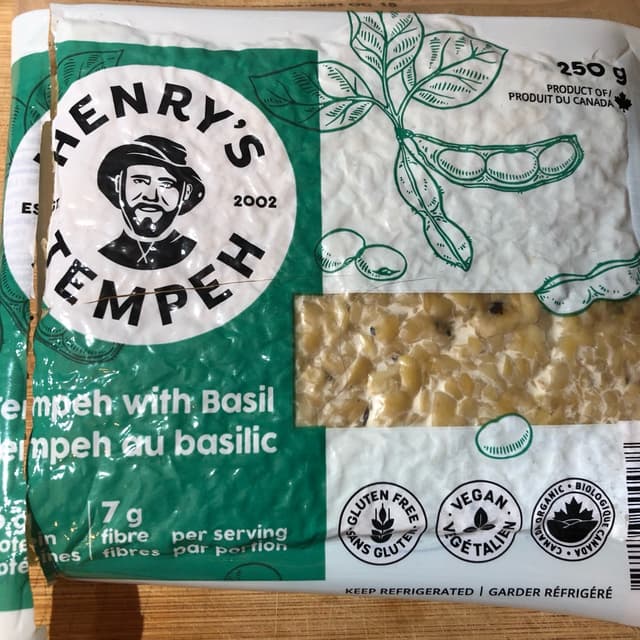 250 g
PRODUCT OF/
PRODUIT DU CANADA
HENRY'S
2002
TEMPEH
empeh with Basil
empeh au basilic
7 g
fibre
fibres
per serving
par portion
GLUTEN FREE
SANS GLUTEN
VEGAN
VÉGÉTALIEN
CANADA ORGANIC • BIOLOGIQUE CANADA
KEEP REFRIGERATED | GARDER RÉFRIGÉRÉ